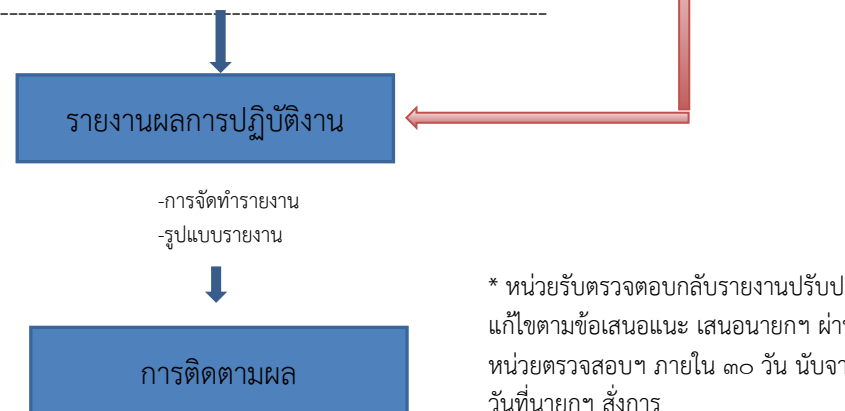 รายงานผลการปฏิบัติงาน
-การจัดทำรายงาน
-รูปแบบรายงาน
การติดตามผล
* หน่วยรับตรวจตอบกลับรายงานปรับป
แก้ไขตามข้อเสนอแนะ เสนอนายกฯ ผ่าน
หน่วยตรวจสอบฯ ภายใน ๓๐ วัน นับจา
วันที่นายกฯ สั่งการ